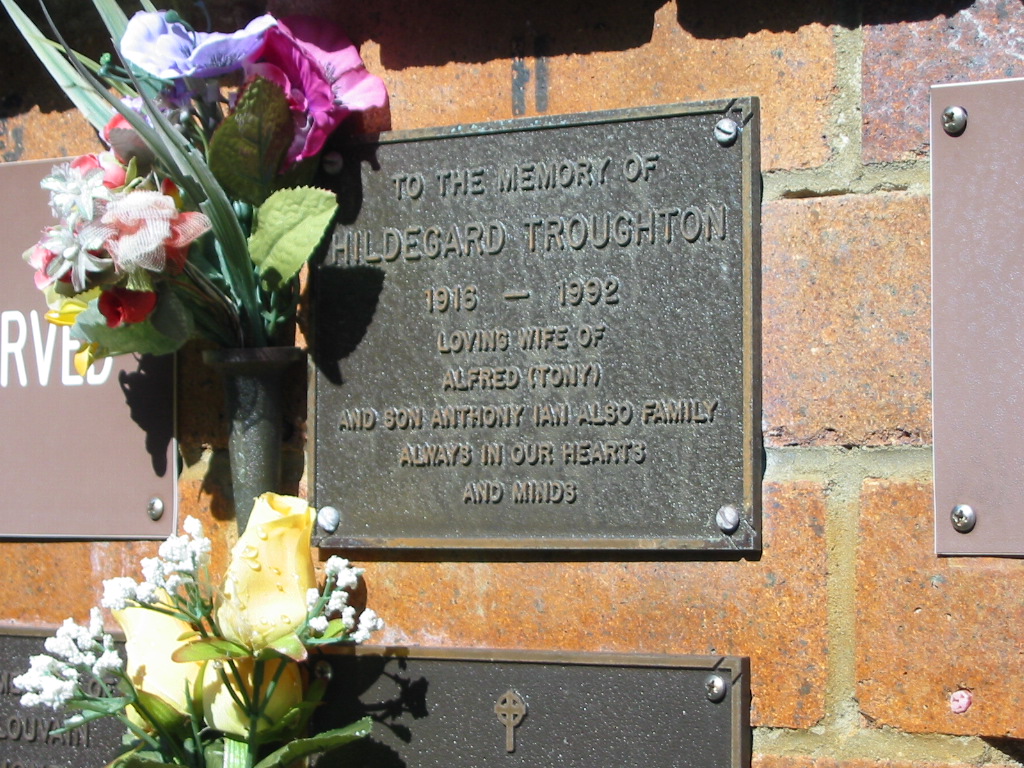 TO THE MEMORY OF
HILDEGARD TROUGHTON
1916 — 1992
LOVING WIFE OF
ALFRED (TONY)
AND SON ANTHONY IAN ALSO FAMILY
ALWAYS IN OUR HEARTS
AND MINDS
RVED
OF
LOUVAIN